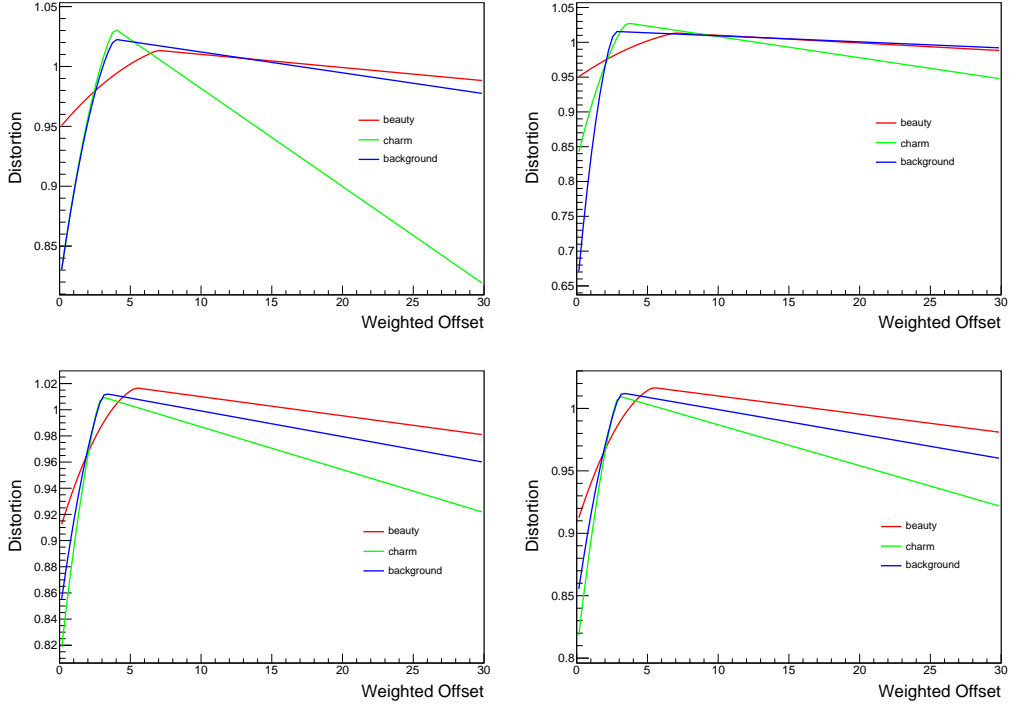 1.05
1
0.95
0.9
0.85
Distortion
beauty
charm
background
0 5 10 15 20 25 30
Weighted Offset
1.05
1
0.95
0.9
0.85
0.8
0.75
0.7
0.65
Distortion
beauty
charm
background
0 5 10 15 20 25 30
Weighted Offset
1.02
1
0.98
0.96
0.94
0.92
0.9
0.88
0.86
0.84
0.82
Distortion
beauty
charm
background
0 5 10 15 20 25 30
Weighted Offset
1
0.95
0.9
0.85
0.8
Distortion
beauty
charm
background
0 5 10 15 20 25 30
Weighted Offset